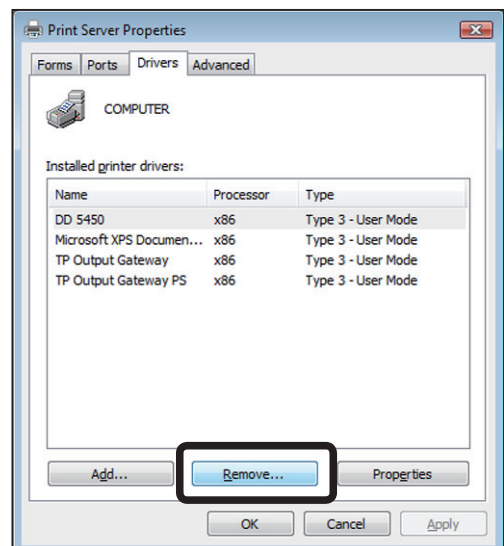 Print Server Properties
Forms Ports Drivers Advanced
COMPUTER
Installed printer drivers:
Name Processor Type
DD 5450 x86 Type 3 - User Mode
Microsoft XPS Documen... x86 Type 3 - User Mode
TP Output Gateway x86 Type 3 - User Mode
TP Output Gateway PS x86 Type 3 - User Mode
Add... Remove... Properties
OK Cancel Apply